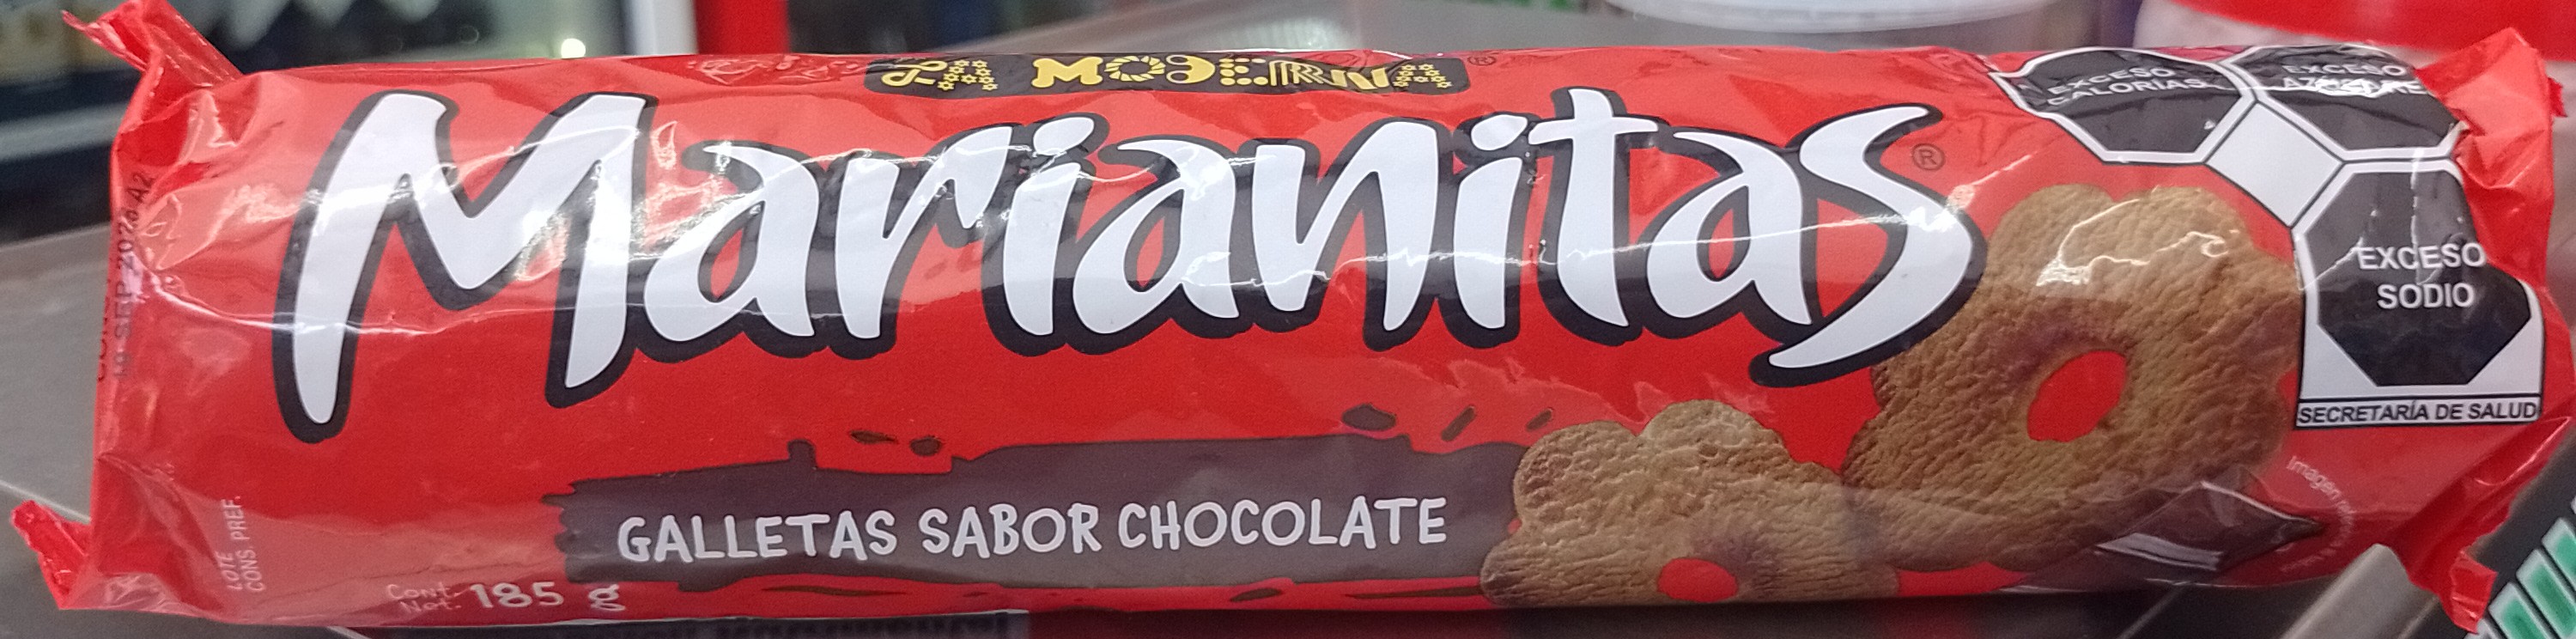 MODERNA®
Marianitas®
GALLETAS SABOR CHOCOLATE
Cont.
Net. 185 g
LOTE
CONS. PREF.
EXCESO
CALORÍAS
EXCESO
AZÚCARES
EXCESO
SODIO
SECRETARÍA DE SALUD
Imagen